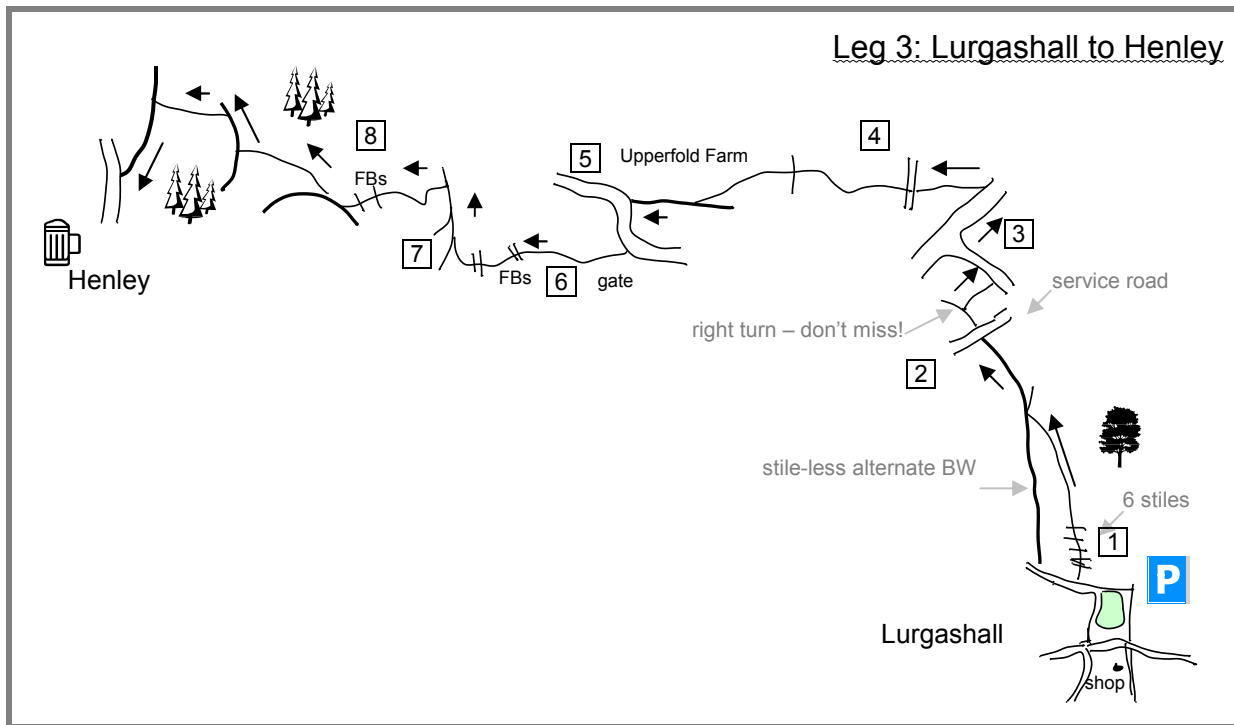 Leg 3: Lurgashall to Henley
4
8
5
Upperfold Farm
FBs
3
7
Henley
FBs
6
gate
service road
right turn – don't miss!
2
stile-less alternate BW
6 stiles
1
P
Lurgashall
shop